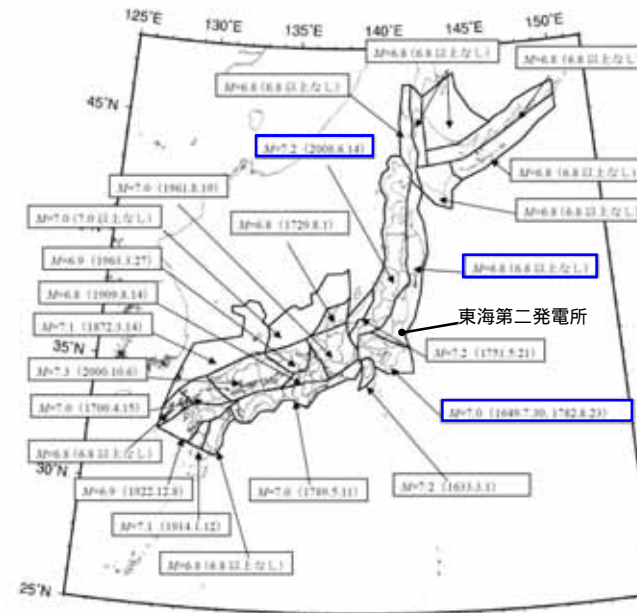 125°E
130°E
135°E
140°E
145°E
150°E
M=6.8 (6.8以上なし)
M=6.8 (6.8以上なし)
M=6.8 (6.8以上なし)
45°N
M=7.2 (2008.6.14)
M=7.0 (1961.8.19)
M=6.8 (6.8以上なし)
M=7.0 (7.0以上なし)
M=6.8 (1729.8.1)
M=6.8 (6.8以上なし)
M=6.9 (1963.3.27)
M=6.8 (6.8以上なし)
M=6.8 (1909.8.14)
東海第二発電所
M=7.1 (1872.3.14)
35°N
M=7.2 (1751.5.21)
M=7.3 (2000.10.6)
M=7.0 (1700.4.15)
M=7.0 (1649.7.30, 1782.8.23)
M=6.8 (6.8以上なし)
30°N
M=6.9 (1922.12.8)
M=7.0 (1789.5.11)
M=7.2 (1633.3.1)
M=7.1 (1914.1.12)
M=6.8 (6.8以上なし)
25°N